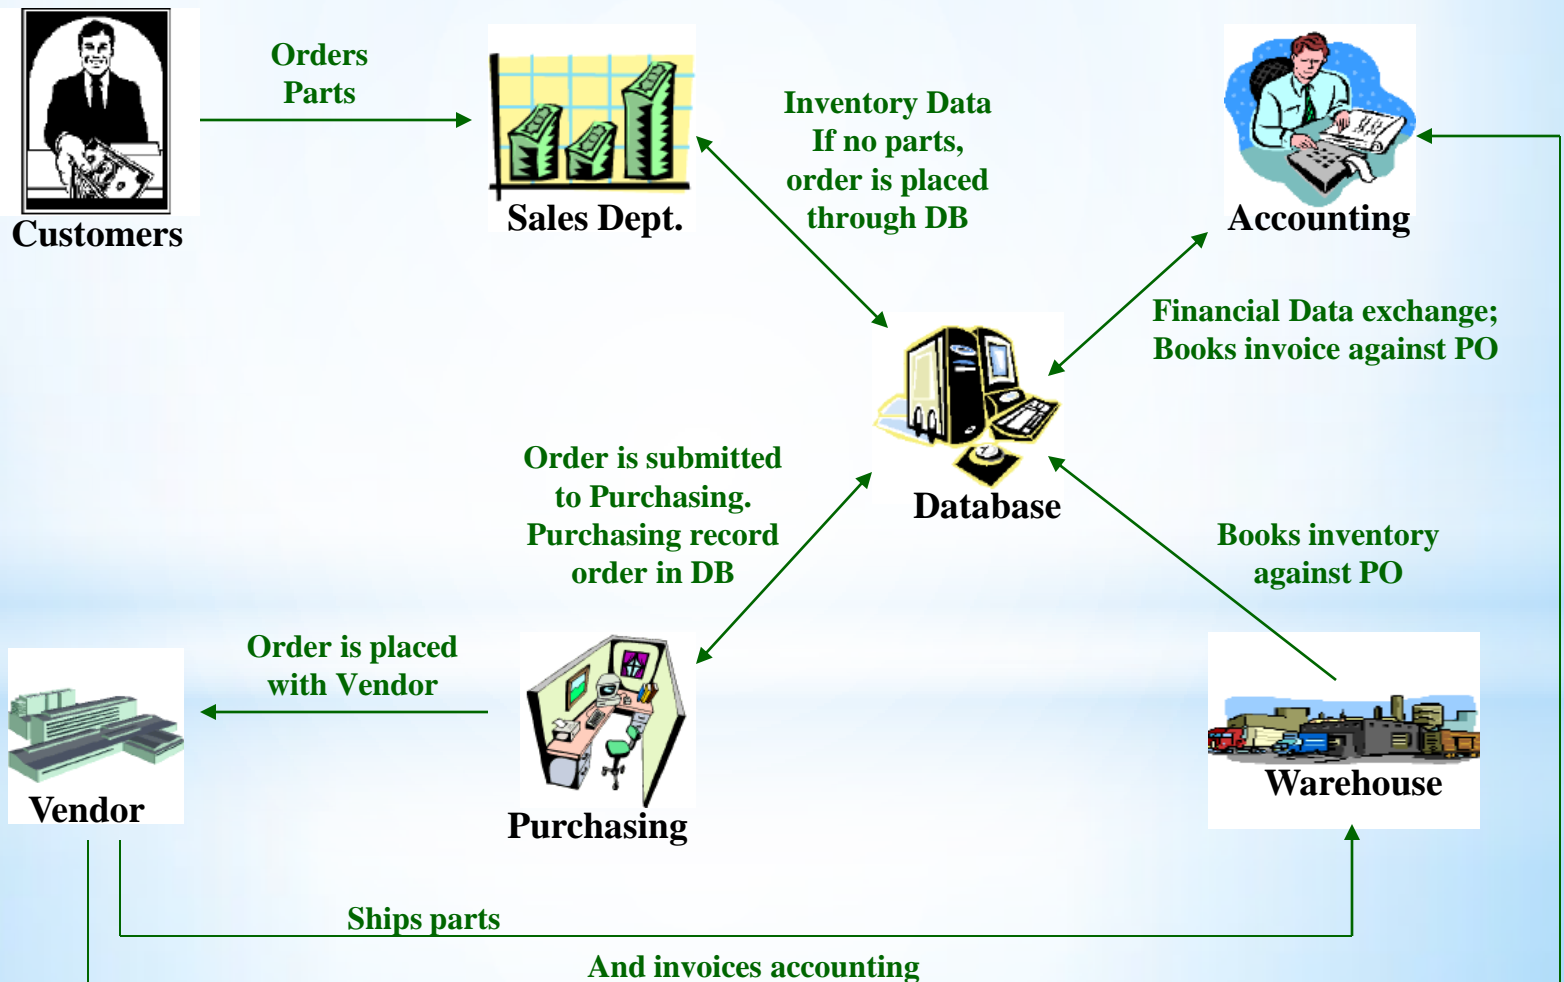 Orders
Parts
Customers
Sales Dept.
Inventory Data
If no parts,
order is placed
through DB
Accounting
Financial Data exchange;
Books invoice against PO
Database
Order is submitted
to Purchasing.
Purchasing record
order in DB
Books inventory
against PO
Order is placed
with Vendor
Vendor
Purchasing
Warehouse
Ships parts
And invoices accounting